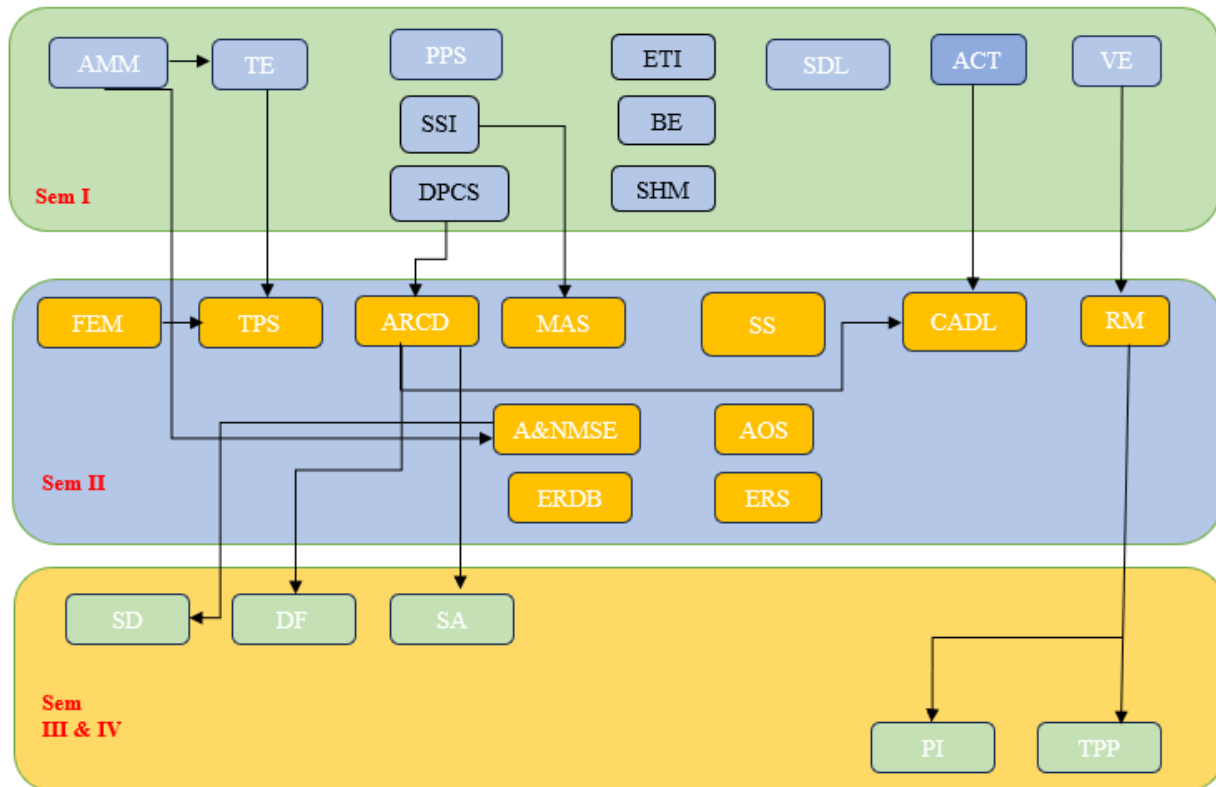 AMM
TE
PPS
ETI
SDL
ACT
VE
SSI
BE
DPCS
SHM
Sem I
FEM
TPS
ARCD
MAS
SS
CADL
RM
A&NMSE
AOS
Sem II
ERDB
ERS
SD
DF
SA
Sem
III & IV
PI
TPP